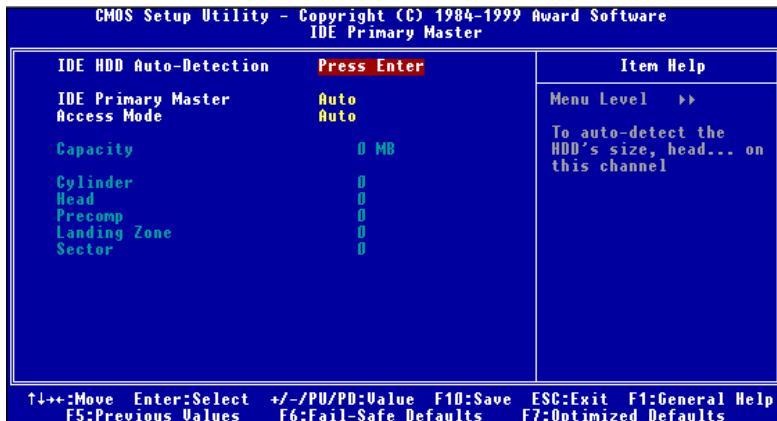 CMOS Setup Utility - Copyright (C) 1984-1999 Award Software
IDE Primary Master
IDE HDD Auto-Detection Press Enter
IDE Primary Master Auto
Access Mode Auto
Capacity 0 MB
Cylinder 0
Head 0
Precomp 0
Landing Zone 0
Sector 0
Item Help
Menu Level ►►
To auto-detect the
HDD's size, head... on
this channel
↑↓→←:Move Enter:Select +/-/PU/PD:Value F10:Save ESC:Exit F1:General Help
F5:Previous Values F6:Fail-Safe Defaults F7:Optimized Defaults